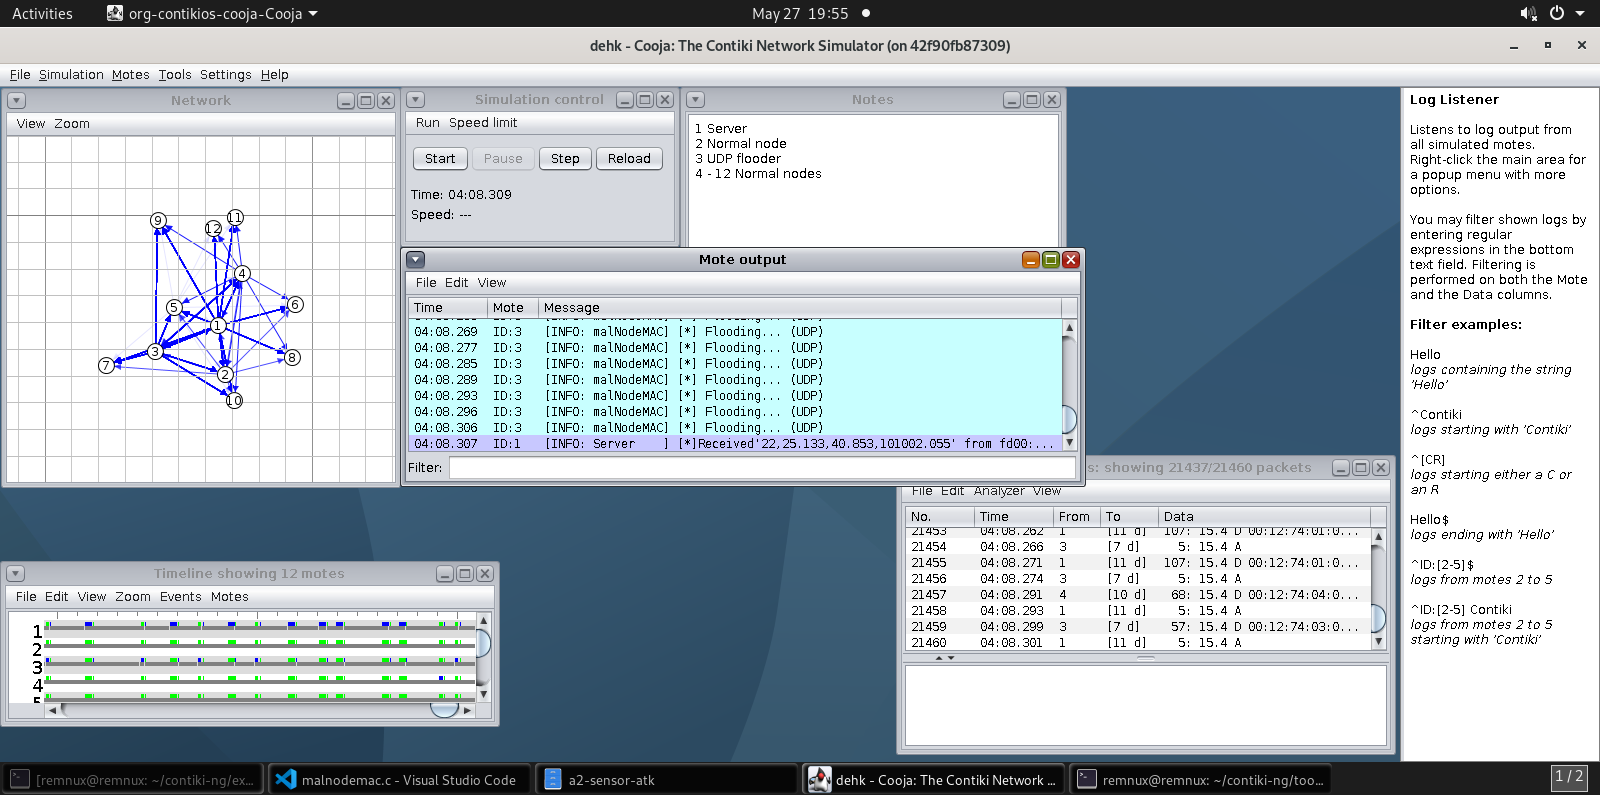 Activities
org-contikios-cooja-Cooja
May 27 19:55
dehk - Cooja: The Contiki Network Simulator (on 42f90fb87309)
File Simulation Motes Tools Settings Help
Network
View Zoom
9
11
12
4
5
6
1
3
8
7
2
10
Simulation control
Run Speed limit
Start Pause Step Reload
Time: 04:08.309
Speed: ---
Notes
1 Server
2 Normal node
3 UDP flooder
4 - 12 Normal nodes
Mote output
File Edit View
Time Mote Message
04:08.269 ID:3 [INFO: malNodeMAC] [*] Flooding... (UDP)
04:08.277 ID:3 [INFO: malNodeMAC] [*] Flooding... (UDP)
04:08.285 ID:3 [INFO: malNodeMAC] [*] Flooding... (UDP)
04:08.289 ID:3 [INFO: malNodeMAC] [*] Flooding... (UDP)
04:08.293 ID:3 [INFO: malNodeMAC] [*] Flooding... (UDP)
04:08.296 ID:3 [INFO: malNodeMAC] [*] Flooding... (UDP)
04:08.306 ID:3 [INFO: malNodeMAC] [*] Flooding... (UDP)
04:08.307 ID:1 [INFO: Server ] [*]Received'22,25.133,40.853,101002.055' from fd00:...
Filter:
s: showing 21437/21460 packets
File Edit Analyzer View
No. Time From To Data
21453 04:08.262 1 [11 d] 107: 15.4 D 00:12:74:01:0...
21454 04:08.266 3 [7 d] 5: 15.4 A
21455 04:08.271 1 [11 d] 107: 15.4 D 00:12:74:01:0...
21456 04:08.274 3 [7 d] 5: 15.4 A
21457 04:08.291 4 [10 d] 68: 15.4 D 00:12:74:04:0...
21458 04:08.293 1 [11 d] 5: 15.4 A
21459 04:08.299 3 [7 d] 57: 15.4 D 00:12:74:03:0...
21460 04:08.301 1 [11 d] 5: 15.4 A
Timeline showing 12 motes
File Edit View Zoom Events Motes
1
2
3
4
Log Listener
Listens to log output from
all simulated motes.
Right-click the main area for
a popup menu with more
options.
You may filter shown logs by
entering regular
expressions in the bottom
text field. Filtering is
performed on both the Mote
and the Data columns.
Filter examples:
Hello
logs containing the string
'Hello'
^Contiki
logs starting with 'Contiki'
^[CR]
logs starting either a C or
an R
Hello$
logs ending with 'Hello'
^ID:[2-5]$
logs from motes 2 to 5
^ID:[2-5] Contiki
logs from motes 2 to 5
starting with 'Contiki'
[remnux@remnux: ~/contiki-ng/ex...
malnodemac.c - Visual Studio Code
a2-sensor-atk
dehk - Cooja: The Contiki Network ...
remnux@remnux: ~/contiki-ng/too...
1 / 2